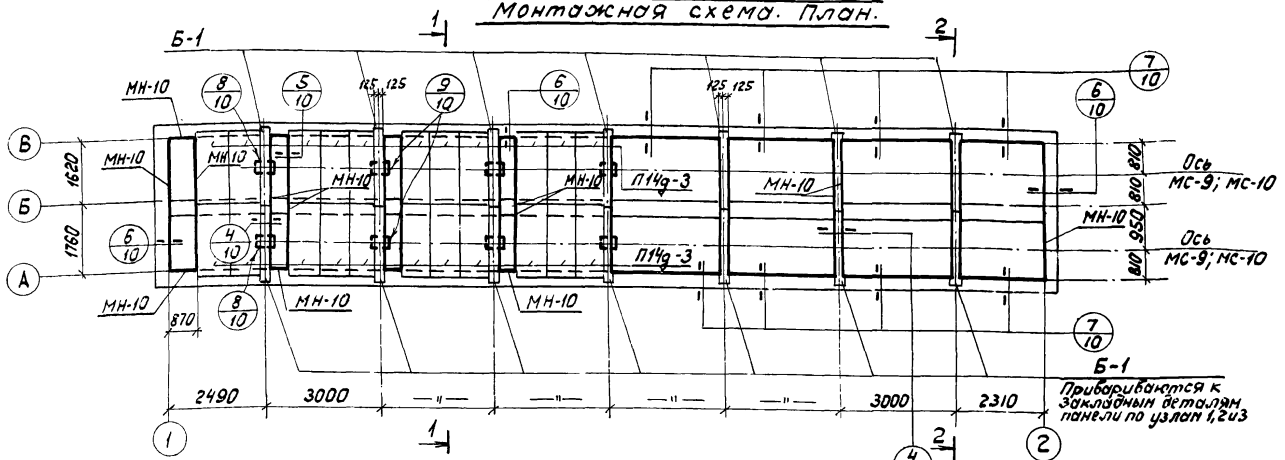 Монтажная схема. План.
1
2
Б-1
125 125
125 125
7
10
МН-10
8
10
5
10
9
10
6
10
6
10
В
МН-10
МН-10
1620
МН-10
П14д-3
МН-10
810
810
Ось
МС-9; МС-10
Б
1760
6
10
4
10
950
МН-10
Ось
МС-9; МС-10
А
П14д-3
810
МН-10
870
8
10
МН-10
МН-10
7
10
Б-1
Привариваются к
закладным деталям
панели по узлам 1,2и3
2490
3000
—"—
—"—
—"—
—"—
3000
2310
1
1
2
2
4